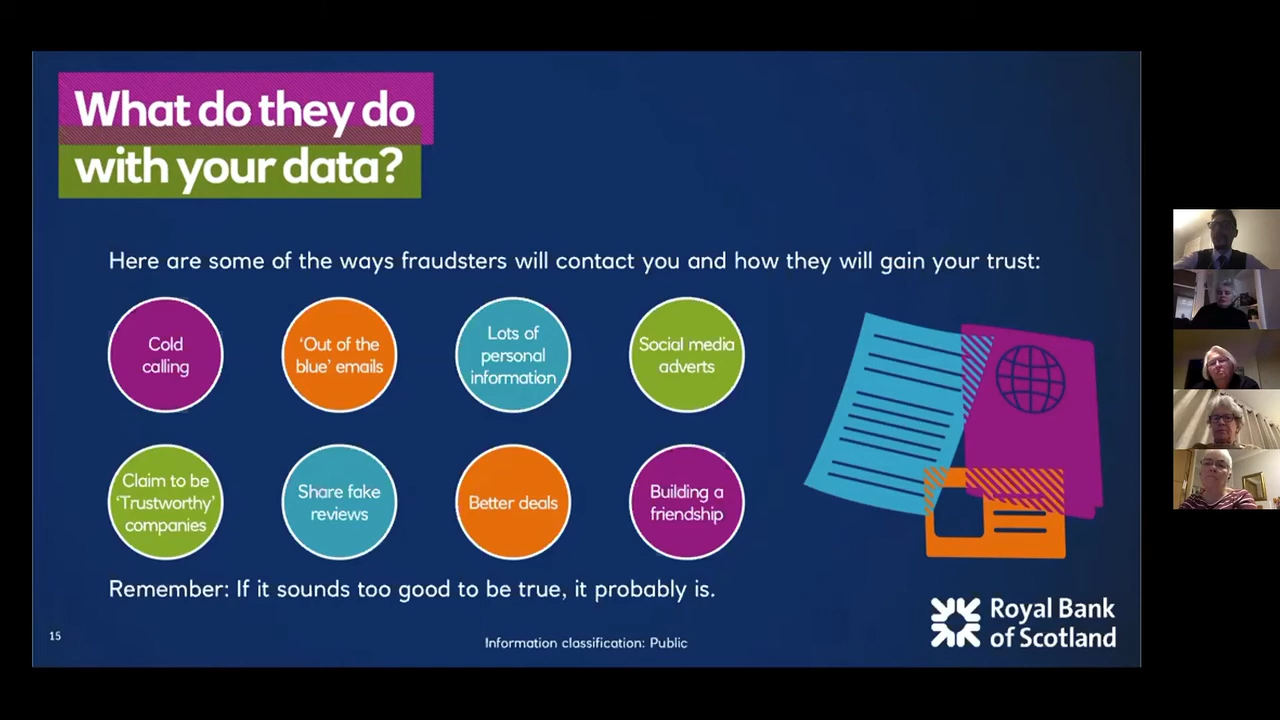 What do they do
with your data?
Here are some of the ways fraudsters will contact you and how they will gain your trust:
Cold
calling
‘Out of the
blue’ emails
Lots of
personal
information
Social media
adverts
Claim to be
‘Trustworthy’
companies
Share fake
reviews
Better deals
Building a
friendship
Remember: If it sounds too good to be true, it probably is.
15
Information classification: Public
Royal Bank
of Scotland